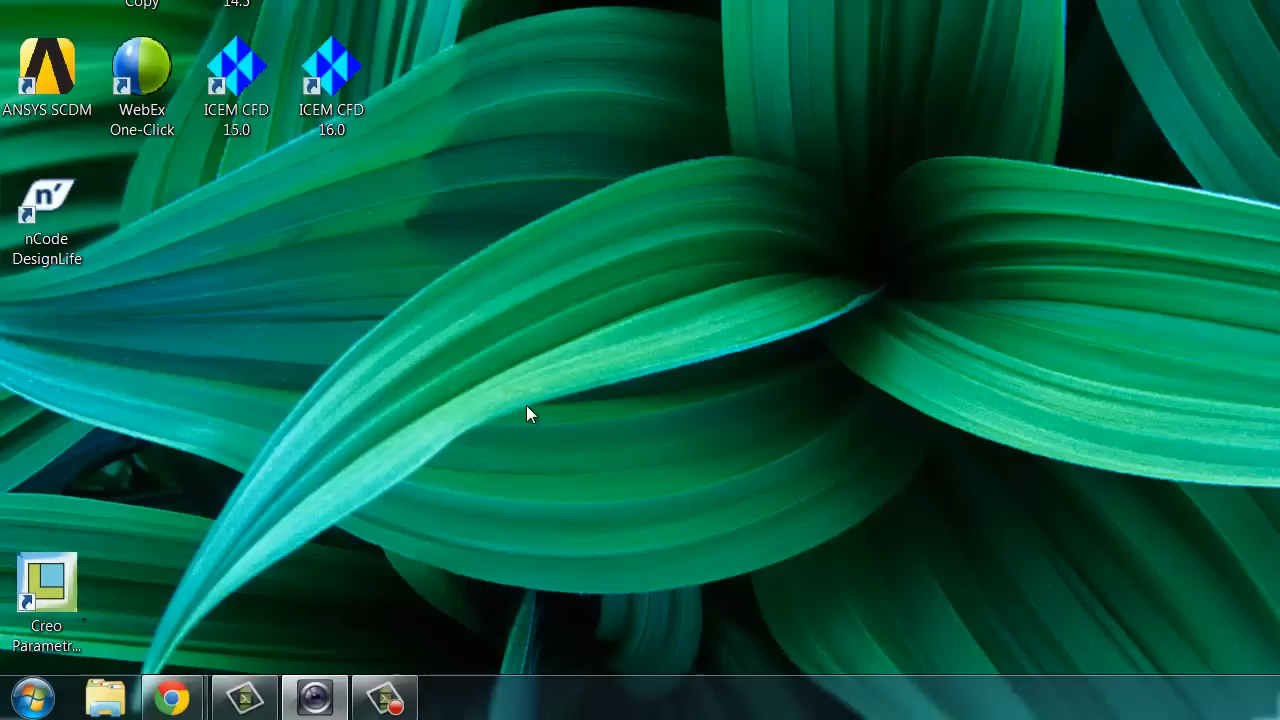 Copy
14.5
ANSYS SCDM
WebEx
One-Click
ICEM CFD
15.0
ICEM CFD
16.0
n'
nCode
DesignLife
Creo
Parametr...